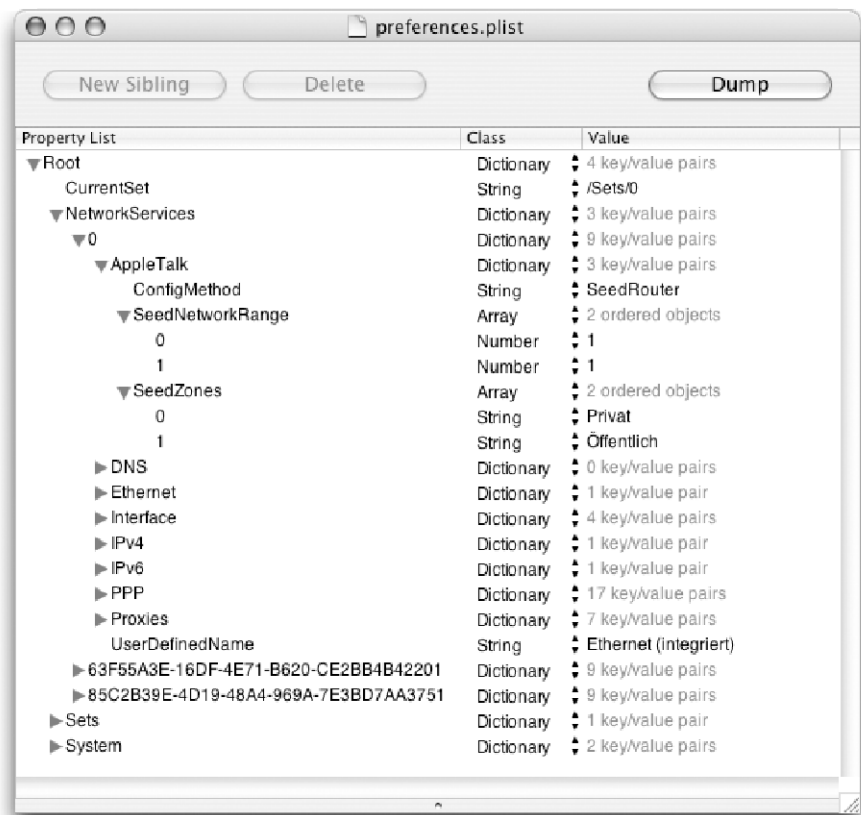 preferences.plist
New Sibling Delete Dump
Property List Class Value
Root Dictionary 4 key/value pairs
CurrentSet String /Sets/0
NetworkServices Dictionary 3 key/value pairs
0 Dictionary 9 key/value pairs
AppleTalk Dictionary 3 key/value pairs
ConfigMethod String SeedRouter
SeedNetworkRange Array 2 ordered objects
0 Number 1
1 Number 1
SeedZones Array 2 ordered objects
0 String Privat
1 String Öffentlich
DNS Dictionary 0 key/value pairs
Ethernet Dictionary 1 key/value pair
Interface Dictionary 4 key/value pairs
IPv4 Dictionary 1 key/value pair
IPv6 Dictionary 1 key/value pair
PPP Dictionary 17 key/value pairs
Proxies Dictionary 7 key/value pairs
UserDefinedName String Ethernet (integriert)
63F55A3E-16DF-4E71-B620-CE2BB4B42201 Dictionary 9 key/value pairs
85C2B39E-4D19-48A4-969A-7E3BD7AA3751 Dictionary 9 key/value pairs
Sets Dictionary 1 key/value pair
System Dictionary 2 key/value pairs